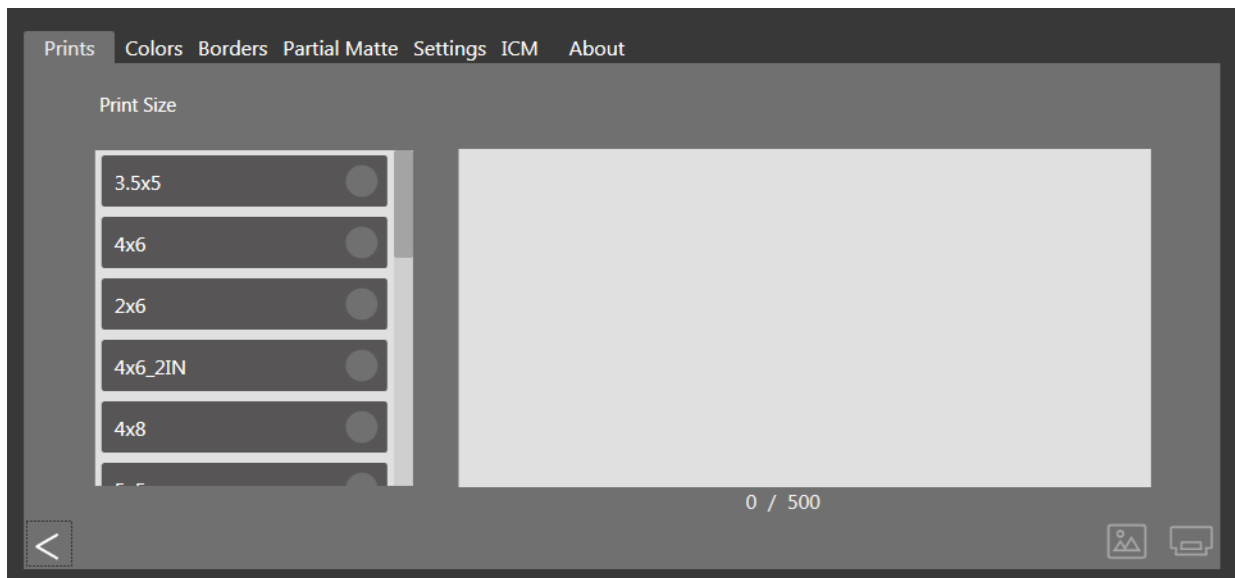 Prints Colors Borders Partial Matte Settings ICM About
Print Size
3.5x5
4x6
2x6
4x6_2IN
4x8
0 / 500